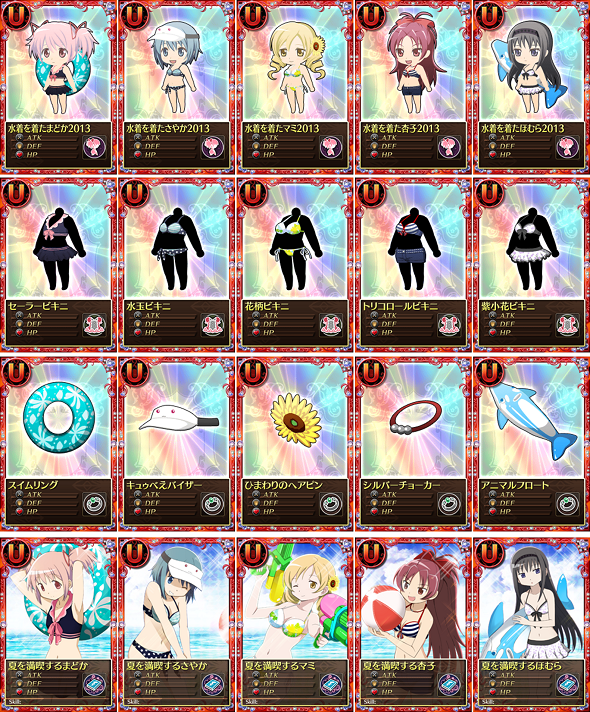 U U U U U
水着を着たまどか2013 水着を着たさやか2013 水着を着たマミ2013 水着を着た杏子2013 水着を着たほむら2013
ATK ATK ATK ATK ATK
DEF DEF DEF DEF DEF
HP HP HP HP HP
U U U U U
セーラービキニ 水玉ビキニ 花柄ビキニ トリコロールビキニ 紫小花ビキニ
ATK ATK ATK ATK ATK
DEF DEF DEF DEF DEF
HP HP HP HP HP
U U U U U
スイムリング キュゥべえバイザー ひまわりのヘアピン シルバーチョーカー アニマルフロート
ATK ATK ATK ATK ATK
DEF DEF DEF DEF DEF
HP HP HP HP HP
U U U U U
夏を満喫するまどか 夏を満喫するさやか 夏を満喫するマミ 夏を満喫する杏子 夏を満喫するほむら
ATK ATK ATK ATK ATK
DEF DEF DEF DEF DEF
HP HP HP HP HP
Skill: Skill: Skill: Skill: Skill: